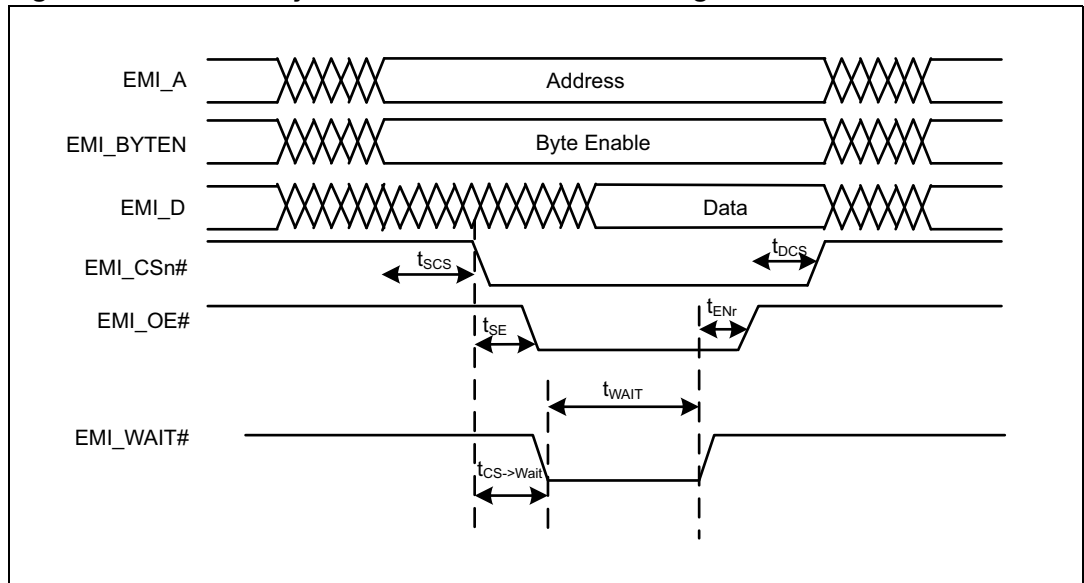 EMI_A
Address
EMI_BYTEN
Byte Enable
EMI_D
Data
EMI_CSn#
tSCS
tDCS
EMI_OE#
tSE
tENr
tWAIT
EMI_WAIT#
tCS->Wait